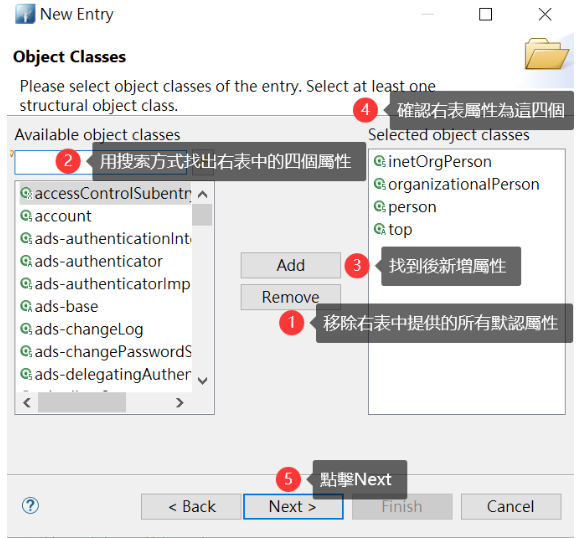 New Entry
Object Classes
Please select object classes of the entry. Select at least one
structural object class.
4 確認右表屬性為這四個
Available object classes
Selected object classes
2 用搜索方式找出右表中的四個屬性
accessControlSubentry
account
ads-authenticationInte
ads-authenticator
ads-authenticatorImp
ads-base
ads-changeLog
ads-changePasswordS
ads-delegatingAuthen
inetOrgPerson
organizationalPerson
person
top
Add
3 找到後新增屬性
Remove
1 移除右表中提供的所有默認屬性
5 點擊Next
? < Back Next > Finish Cancel